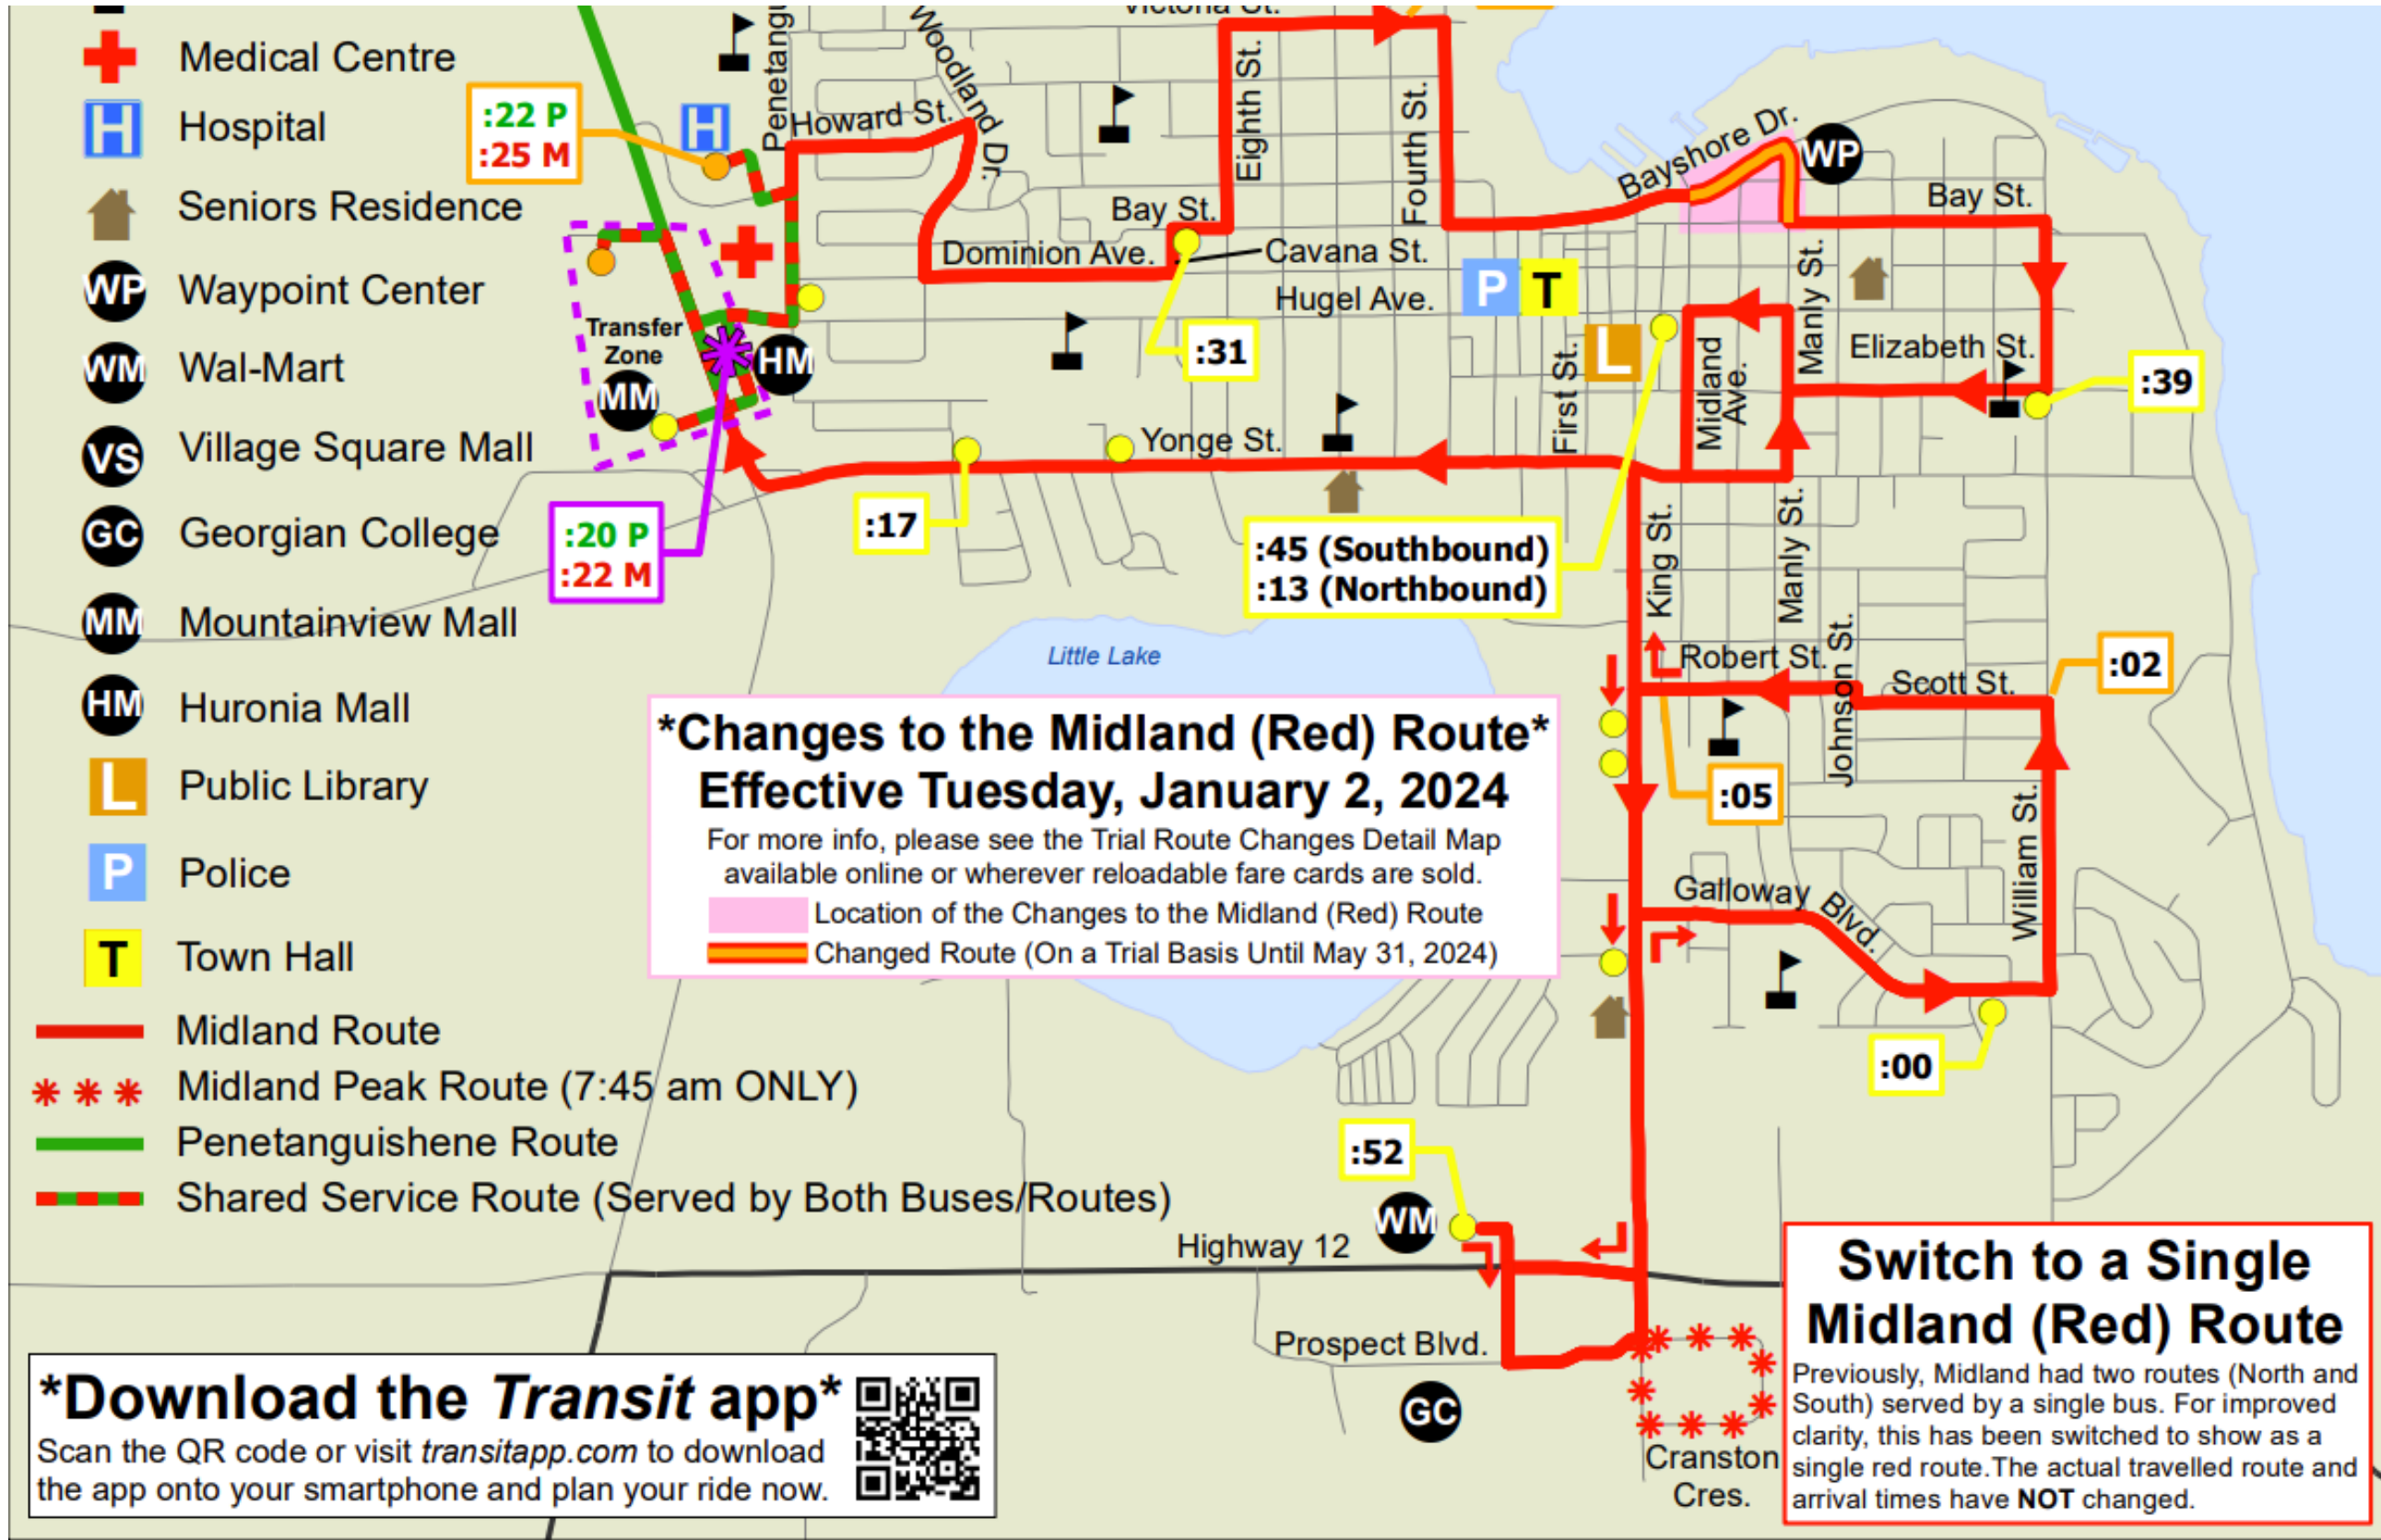 Victoria St.
Penetangu
Woodland Dr.
Howard St.
Eighth St.
Fourth St.
Bay St.
Dominion Ave.
Cavana St.
Hugel Ave.
Bayshore Dr.
WP
Bay St.
Manly St.
Elizabeth St.
Midland
Ave.
First St.
Yonge St.
King St.
Manly St.
Robert St.
Johnson St.
Scott St.
William St.
Galloway Blvd.
Highway 12
Prospect Blvd.
Cranston
Cres.
Little Lake
H
P
T
L
HM
MM
WM
GC
Transfer
Zone
:22 P
:25 M
:20 P
:22 M
:17
:31
:39
:45 (Southbound)
:13 (Northbound)
:02
:05
:00
:52
Medical Centre
H Hospital
Seniors Residence
WP Waypoint Center
WM Wal-Mart
VS Village Square Mall
GC Georgian College
MM Mountainview Mall
HM Huronia Mall
L Public Library
P Police
T Town Hall
Midland Route
Midland Peak Route (7:45 am ONLY)
Penetanguishene Route
Shared Service Route (Served by Both Buses/Routes)
*Changes to the Midland (Red) Route*
Effective Tuesday, January 2, 2024
For more info, please see the Trial Route Changes Detail Map
available online or wherever reloadable fare cards are sold.
Location of the Changes to the Midland (Red) Route
Changed Route (On a Trial Basis Until May 31, 2024)
*Download the Transit app*
Scan the QR code or visit transitapp.com to download
the app onto your smartphone and plan your ride now.
Switch to a Single
Midland (Red) Route
Previously, Midland had two routes (North and
South) served by a single bus. For improved
clarity, this has been switched to show as a
single red route.The actual travelled route and
arrival times have NOT changed.